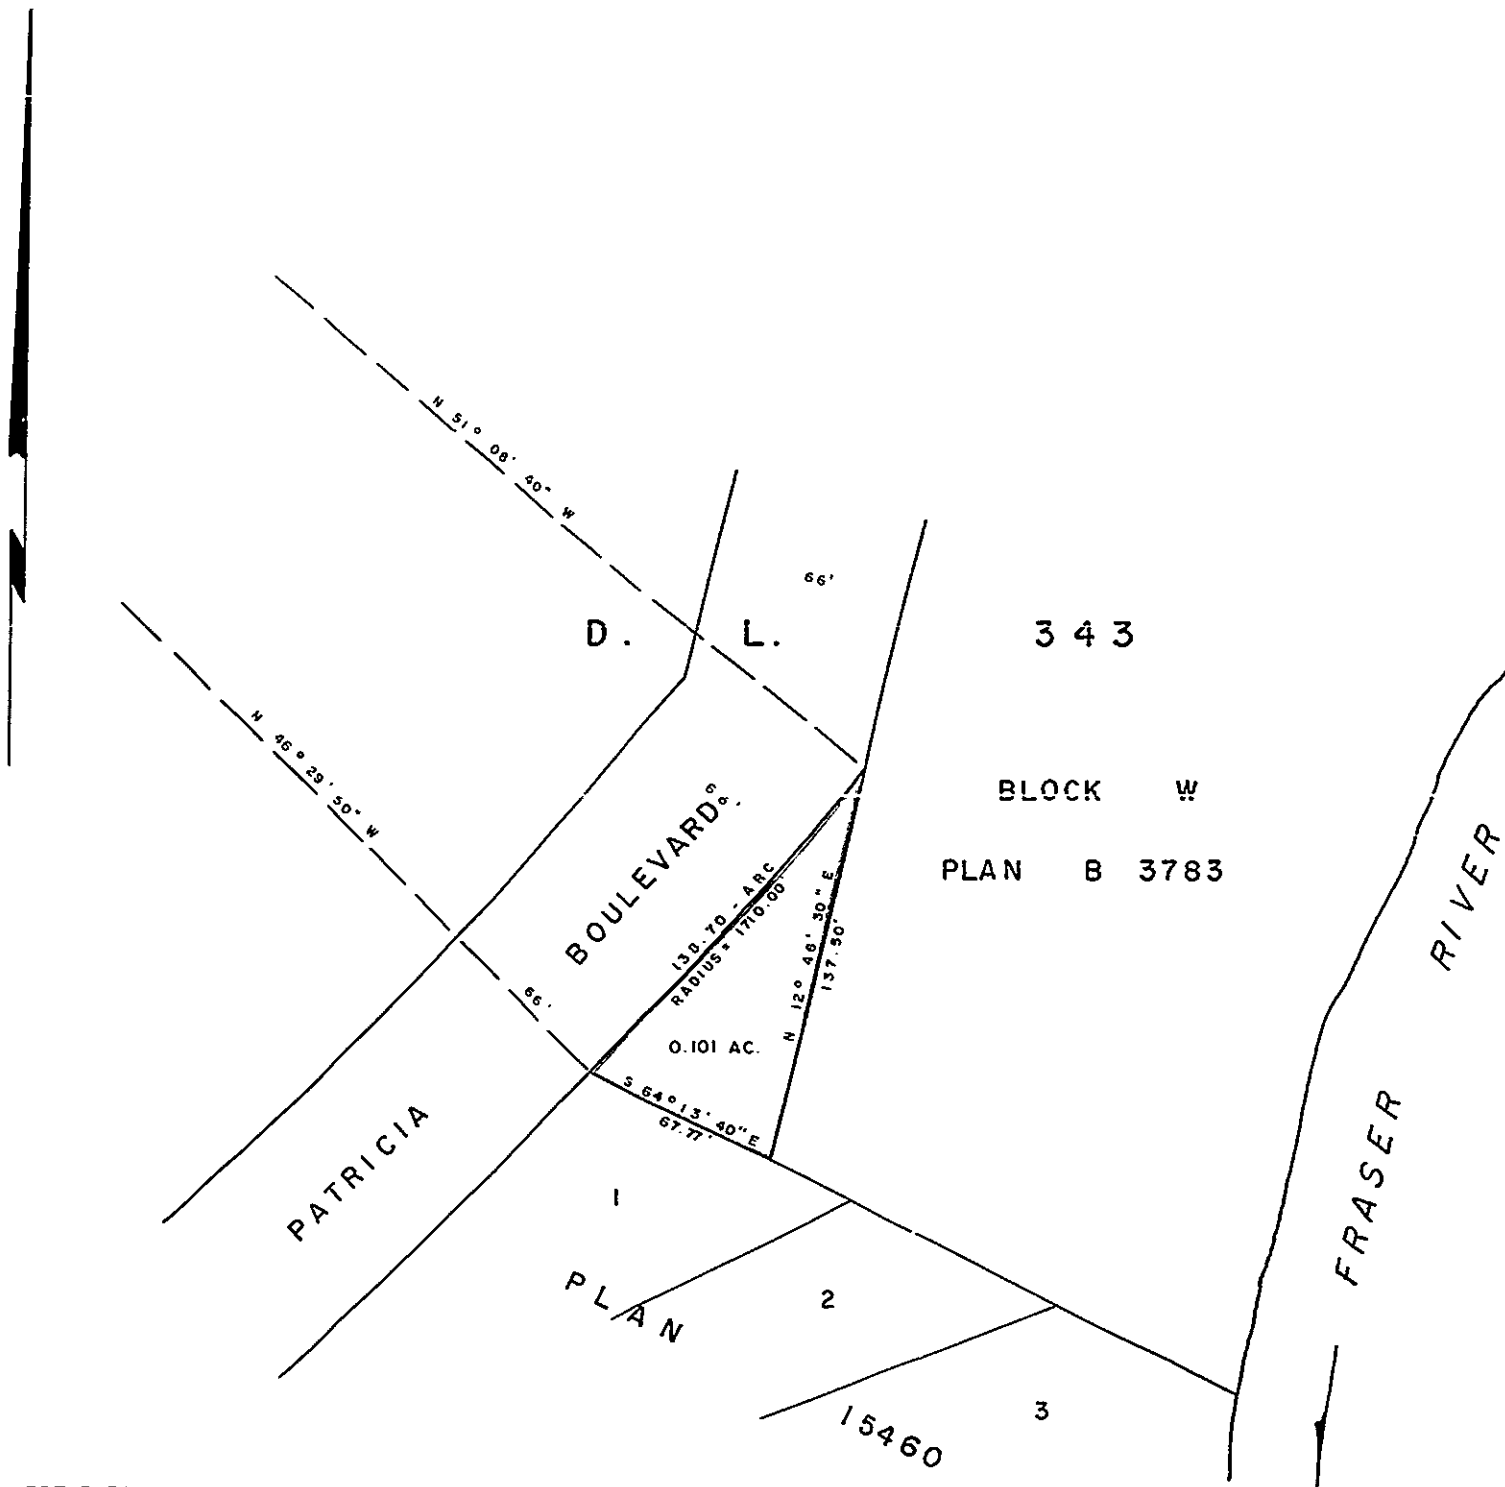 N 51° 08' 40" W
66'
D. L. 343
N 46° 29' 50" W
BLOCK W
PLAN B 3783
PATRICIA BOULEVARD
66'
138.70 - ARC
RADIUS = 1710.00'
N 12° 46' 30" E
137.50'
66'
0.101 AC.
S 64° 13' 40" E
67.77'
FRASER RIVER
1
PLAN 15460
2
3